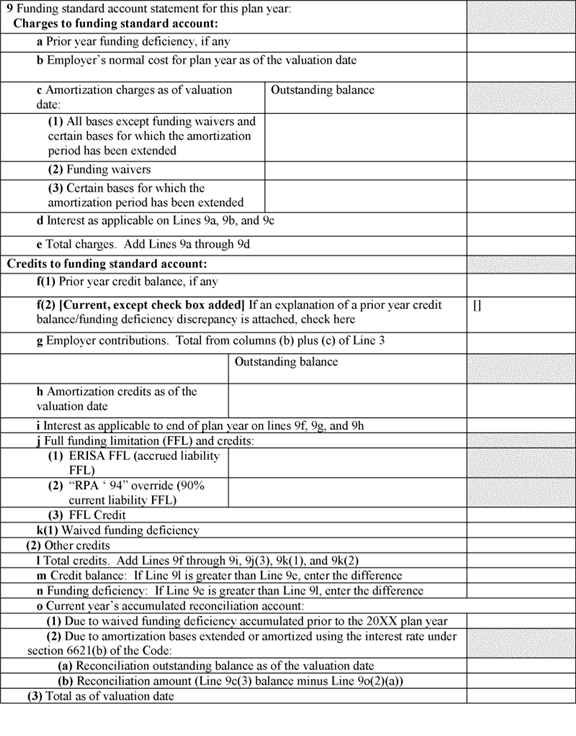 9 Funding standard account statement for this plan year:
Charges to funding standard account:
a Prior year funding deficiency, if any
b Employer's normal cost for plan year as of the valuation date
c Amortization charges as of valuation
date:
Outstanding balance
(1) All bases except funding waivers and
certain bases for which the amortization
period has been extended
(2) Funding waivers
(3) Certain bases for which the
amortization period has been extended
d Interest as applicable on Lines 9a, 9b, and 9c
e Total charges.  Add Lines 9a through 9d
Credits to funding standard account:
f(1) Prior year credit balance, if any
f(2) [Current, except check box added] If an explanation of a prior year credit
balance/funding deficiency discrepancy is attached, check here
[]
g Employer contributions.  Total from columns (b) plus (c) of Line 3
Outstanding balance
h Amortization credits as of the
valuation date
i Interest as applicable to end of plan year on lines 9f, 9g, and 9h
j Full funding limitation (FFL) and credits:
(1) ERISA FFL (accrued liability
FFL)
(2) “RPA ‘ 94” override (90%
current liability FFL)
(3) FFL Credit
k(1) Waived funding deficiency
(2) Other credits
l Total credits.  Add Lines 9f through 9i, 9j(3), 9k(1), and 9k(2)
m Credit balance:  If Line 9l is greater than Line 9e, enter the difference
n Funding deficiency:  If Line 9e is greater than Line 9l, enter the difference
o Current year's accumulated reconciliation account:
(1) Due to waived funding deficiency accumulated prior to the 20XX plan year
(2) Due to amortization bases extended or amortized using the interest rate under
section 6621(b) of the Code:
(a) Reconciliation outstanding balance as of the valuation date
(b) Reconciliation amount (Line 9c(3) balance minus Line 9o(2)(a))
(3) Total as of valuation date